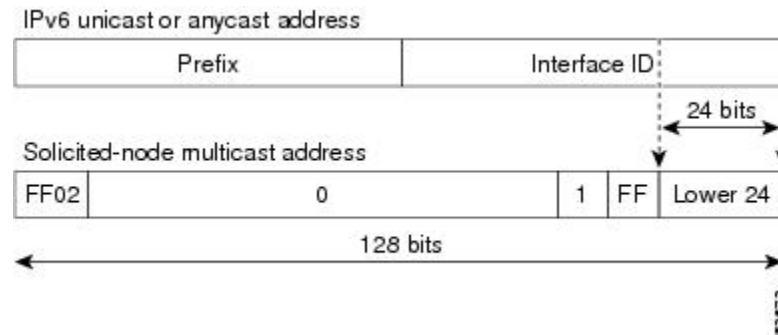 IPv6 unicast or anycast address
Prefix Interface ID
24 bits
Solicited-node multicast address
FF02 0 1 FF Lower 24
128 bits